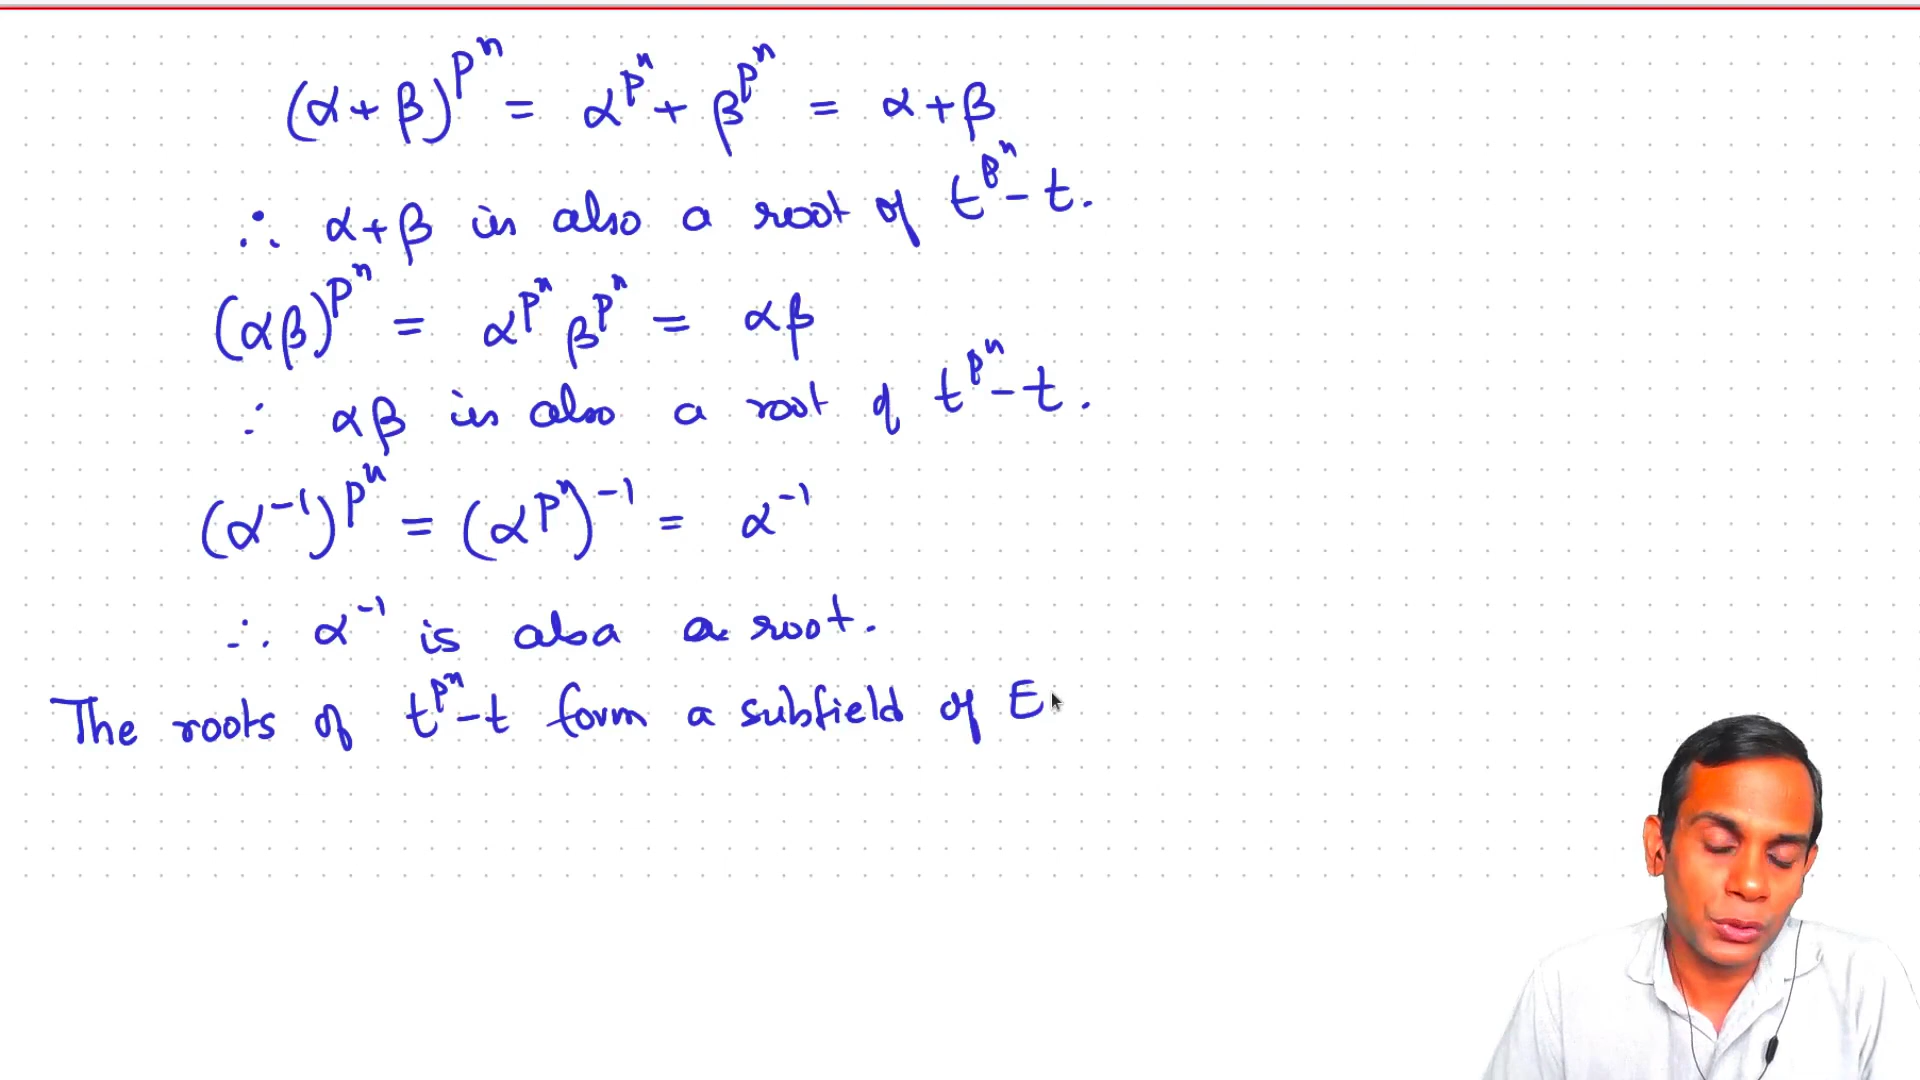 (α + β)^{p^n} = α^{p^n} + β^{p^n} = α + β
∴ α+β is also a root of t^{p^n} - t.
(αβ)^{p^n} = α^{p^n} β^{p^n} = αβ
∴ αβ is also a root of t^{p^n} - t.
(α^{-1})^{p^n} = (α^{p^n})^{-1} = α^{-1}
∴ α^{-1} is also a root.
The roots of t^{p^n} - t form a subfield of E